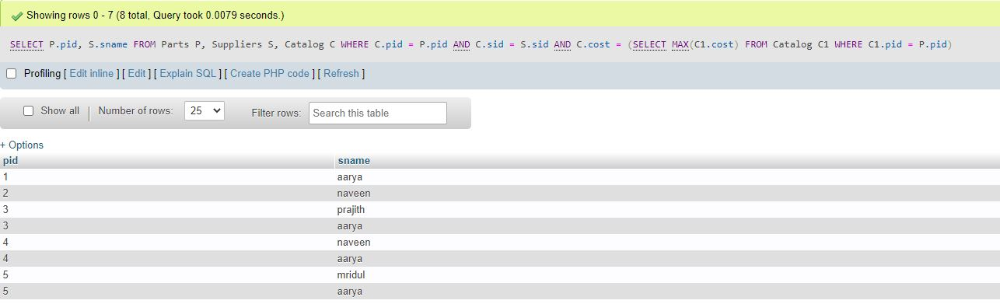 Showing rows 0 - 7 (8 total, Query took 0.0079 seconds.)
SELECT P.pid, S.sname FROM Parts P, Suppliers S, Catalog C WHERE C.pid = P.pid AND C.sid = S.sid AND C.cost = (SELECT MAX(C1.cost) FROM Catalog C1 WHERE C1.pid = P.pid)
Profiling [ Edit inline ] [ Edit ] [ Explain SQL ] [ Create PHP code ] [ Refresh ]
Show all | Number of rows: 25 Filter rows: Search this table
+ Options
pid sname
1 aarya
2 naveen
3 prajith
3 aarya
4 naveen
4 aarya
5 mridul
5 aarya